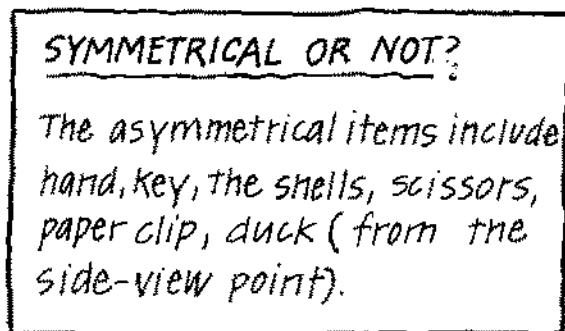 SYMMETRICAL OR NOT?
The asymmetrical items include
hand, key, the shells, scissors,
paper clip, duck (from the
side-view point).